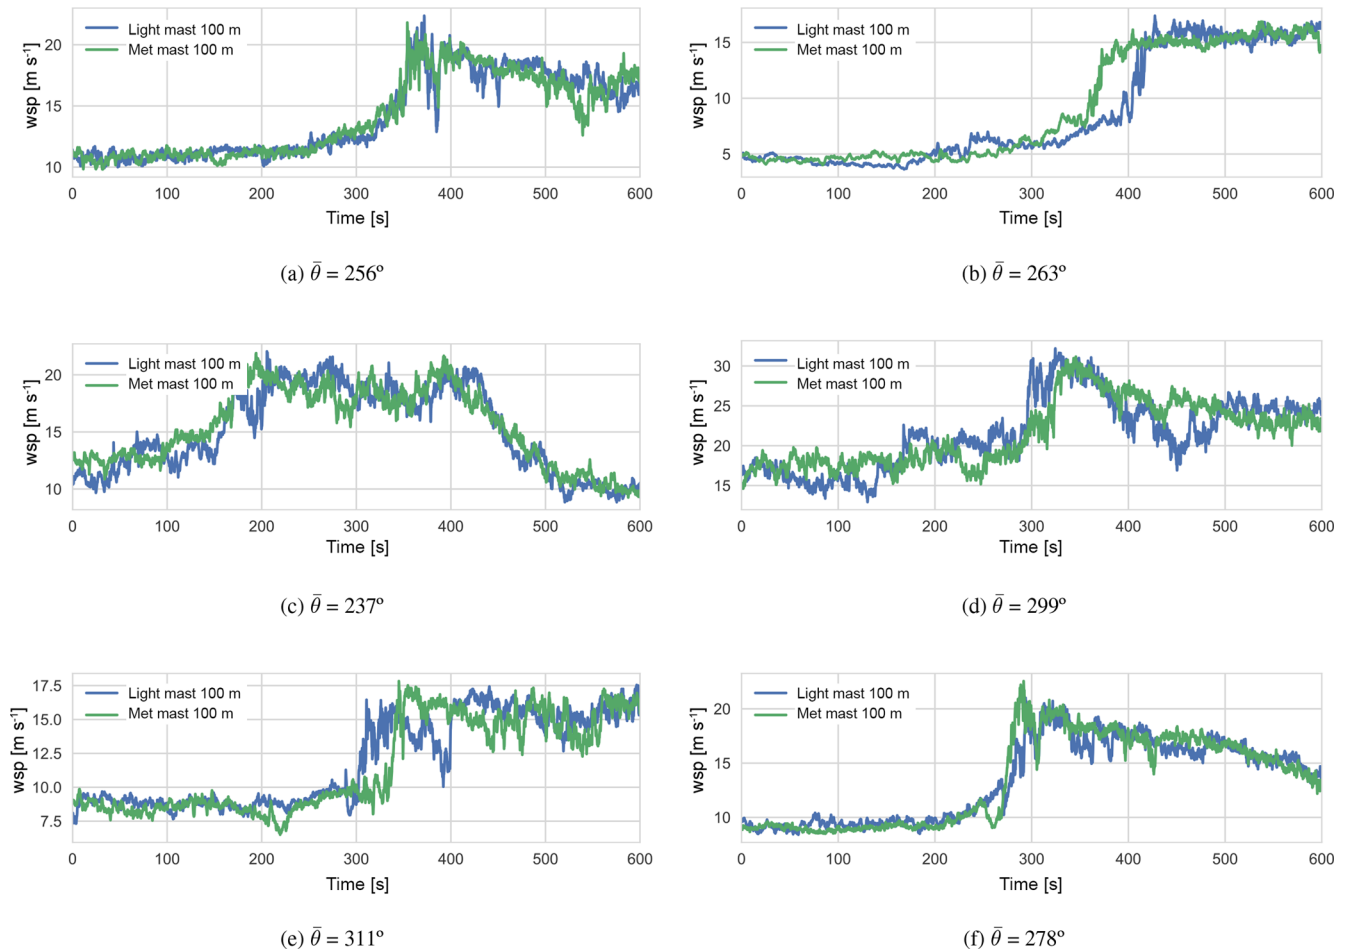 Light mast 100 m
Met mast 100 m
wsp [m s⁻¹]
20
15
10
0 100 200 300 400 500 600
Time [s]
(a) θ̄ = 256º
Light mast 100 m
Met mast 100 m
wsp [m s⁻¹]
15
10
5
0 100 200 300 400 500 600
Time [s]
(b) θ̄ = 263º
Light mast 100 m
Met mast 100 m
wsp [m s⁻¹]
20
15
10
0 100 200 300 400 500 600
Time [s]
(c) θ̄ = 237º
Light mast 100 m
Met mast 100 m
wsp [m s⁻¹]
30
25
20
15
0 100 200 300 400 500 600
Time [s]
(d) θ̄ = 299º
Light mast 100 m
Met mast 100 m
wsp [m s⁻¹]
17.5
15.0
12.5
10.0
7.5
0 100 200 300 400 500 600
Time [s]
(e) θ̄ = 311º
Light mast 100 m
Met mast 100 m
wsp [m s⁻¹]
20
15
10
0 100 200 300 400 500 600
Time [s]
(f) θ̄ = 278º